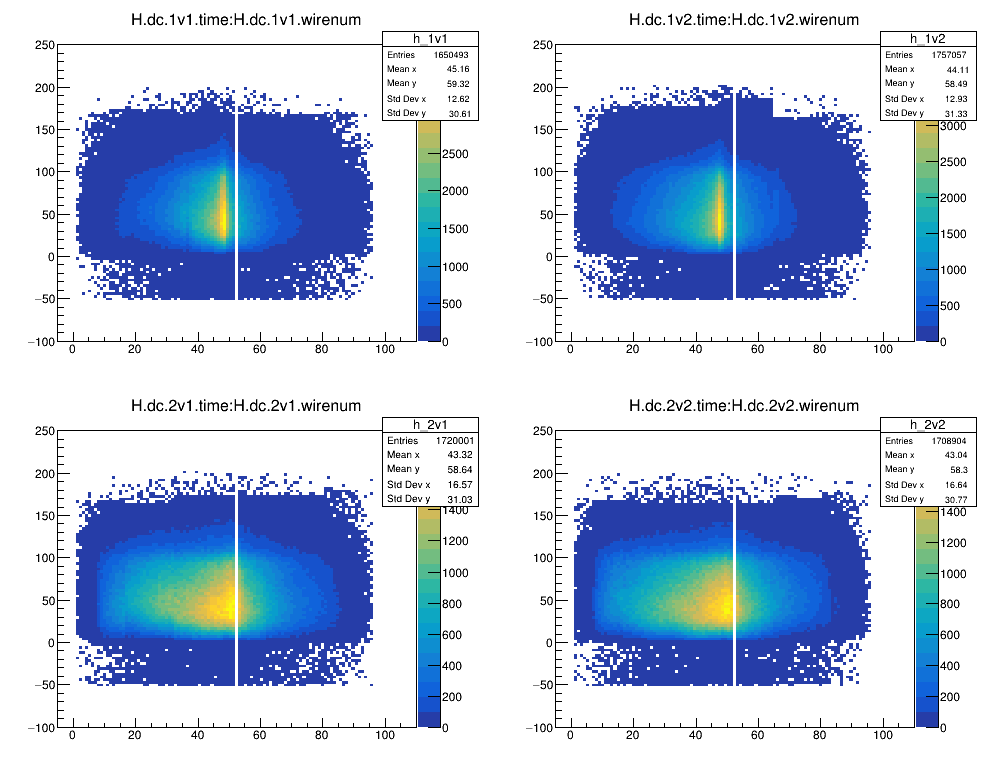 H.dc.1v1.time:H.dc.1v1.wirenum
h_1v1
Entries 1650493
Mean x 45.16
Mean y 59.32
Std Dev x 12.62
Std Dev y 30.61
250
200
150
100
50
0
−50
−100
0 20 40 60 80 100
2500
2000
1500
1000
500
0
H.dc.1v2.time:H.dc.1v2.wirenum
h_1v2
Entries 1757057
Mean x 44.11
Mean y 58.49
Std Dev x 12.93
Std Dev y 31.33
250
200
150
100
50
0
−50
−100
0 20 40 60 80 100
3000
2500
2000
1500
1000
500
0
H.dc.2v1.time:H.dc.2v1.wirenum
h_2v1
Entries 1720001
Mean x 43.32
Mean y 58.64
Std Dev x 16.57
Std Dev y 31.03
250
200
150
100
50
0
−50
−100
0 20 40 60 80 100
1400
1200
1000
800
600
400
200
0
H.dc.2v2.time:H.dc.2v2.wirenum
h_2v2
Entries 1708904
Mean x 43.04
Mean y 58.3
Std Dev x 16.64
Std Dev y 30.77
250
200
150
100
50
0
−50
−100
0 20 40 60 80 100
1400
1200
1000
800
600
400
200
0